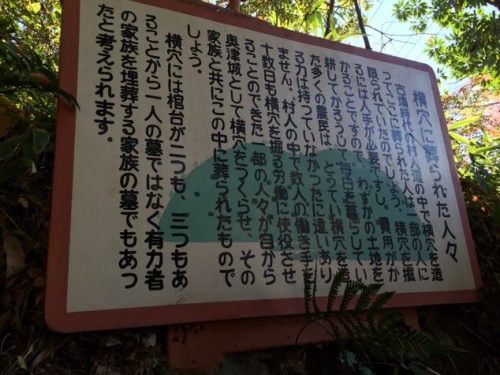 横穴に葬られた人々
古墳時代の村人達の中で横穴を造
ってここに葬られた人は一部の人に
限られていたのでしょう。横穴を掘
るには人手が必要ですし、費用がか
かることですので、わずかの土地を
耕してかろうじて毎日を暮らしてい
た多くの農民は、とうてい横穴を造
る力は持っていなかったに違いあり
ません。村人の中で数人の働き手を
十数日も横穴を掘る労働に使役させ
ることのできた一部の人々が自から
奥津城として横穴をつくらせ、その
家族と共にこの中に葬られたもので
しょう。
横穴には棺台が二つも、三つもあ
ることから一人の墓ではなく有力者
の家族を埋葬する家族の墓でもあっ
たと考えられます。